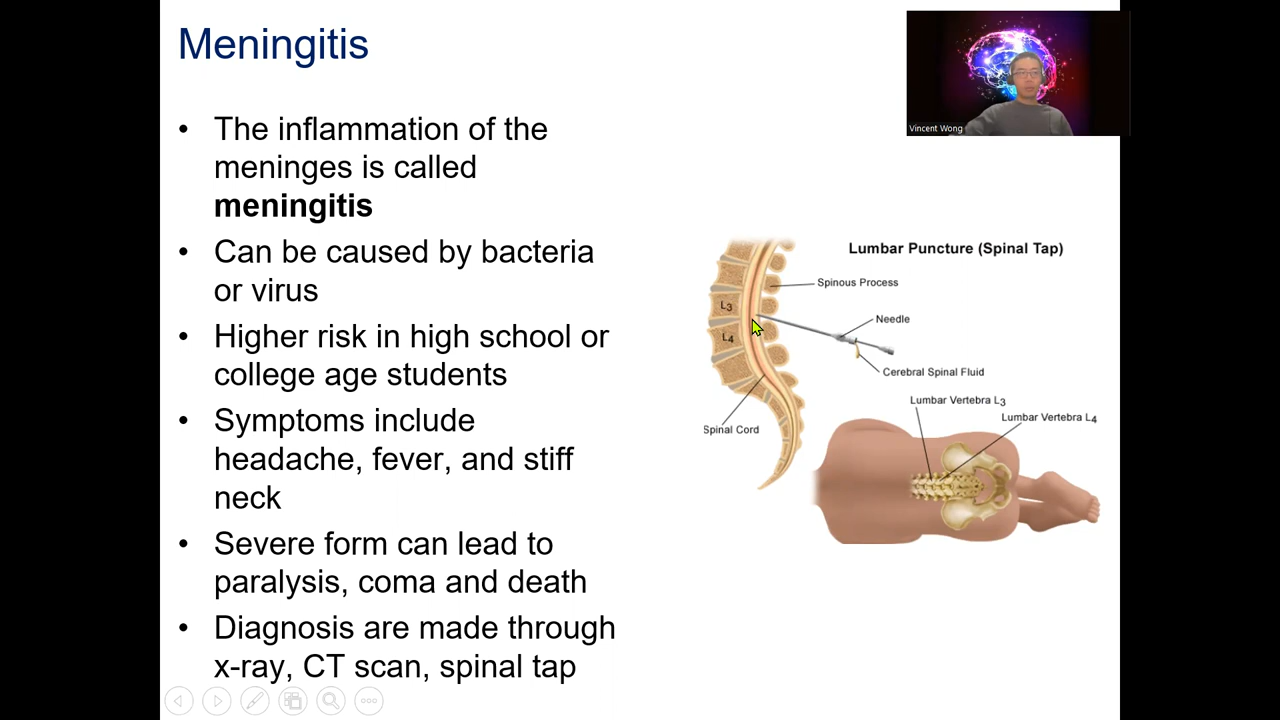 Meningitis
Vincent Wong
• The inflammation of the
meninges is called
meningitis
• Can be caused by bacteria
or virus
• Higher risk in high school or
college age students
• Symptoms include
headache, fever, and stiff
neck
• Severe form can lead to
paralysis, coma and death
• Diagnosis are made through
x-ray, CT scan, spinal tap
Lumbar Puncture (Spinal Tap)
Spinous Process
L3
Needle
L4
Cerebral Spinal Fluid
Lumbar Vertebra L3
Lumbar Vertebra L4
Spinal Cord